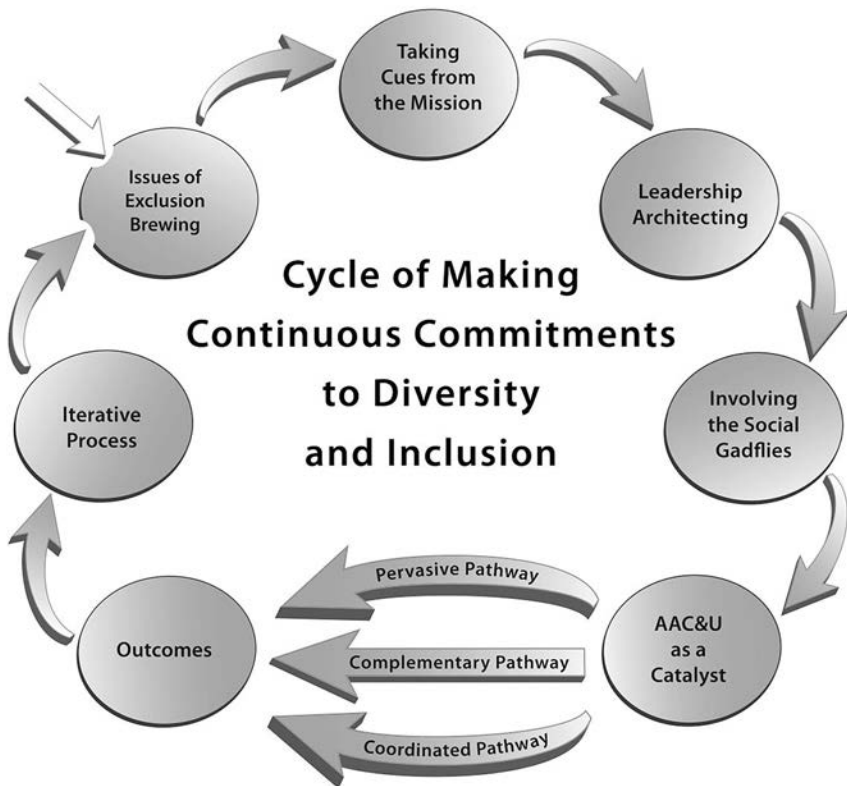 Taking
Cues from
the Mission
Issues of
Exclusion
Brewing
Leadership
Architecting
Cycle of Making
Continuous Commitments
to Diversity
and Inclusion
Iterative
Process
Involving
the Social
Gadflies
Pervasive Pathway
Outcomes
Complementary Pathway
AAC&U
as a
Catalyst
Coordinated Pathway